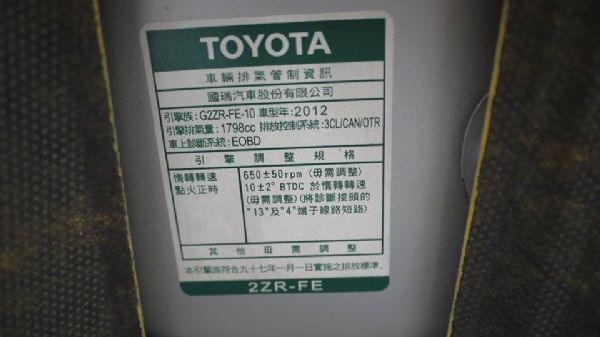 TOYOTA
車輛排氣管制資訊
國瑞汽車股份有限公司
引擎族:G2ZR-FE-10 車型年:2012
引擎排氣量:1798cc 排放控制系統:3CL/CAN/OTR
車上診斷系統:EOBD
引擎調整規格
惰轉轉速 650±50rpm (毋需調整)
點火正時 10±2° BTDC 於惰轉轉速
(毋需調整)(將診斷接頭的
"13"及"4"端子線路短路)
其他毋需調整
本引擎族符合九十七年一月一日實施之排放標準.
2ZR-FE